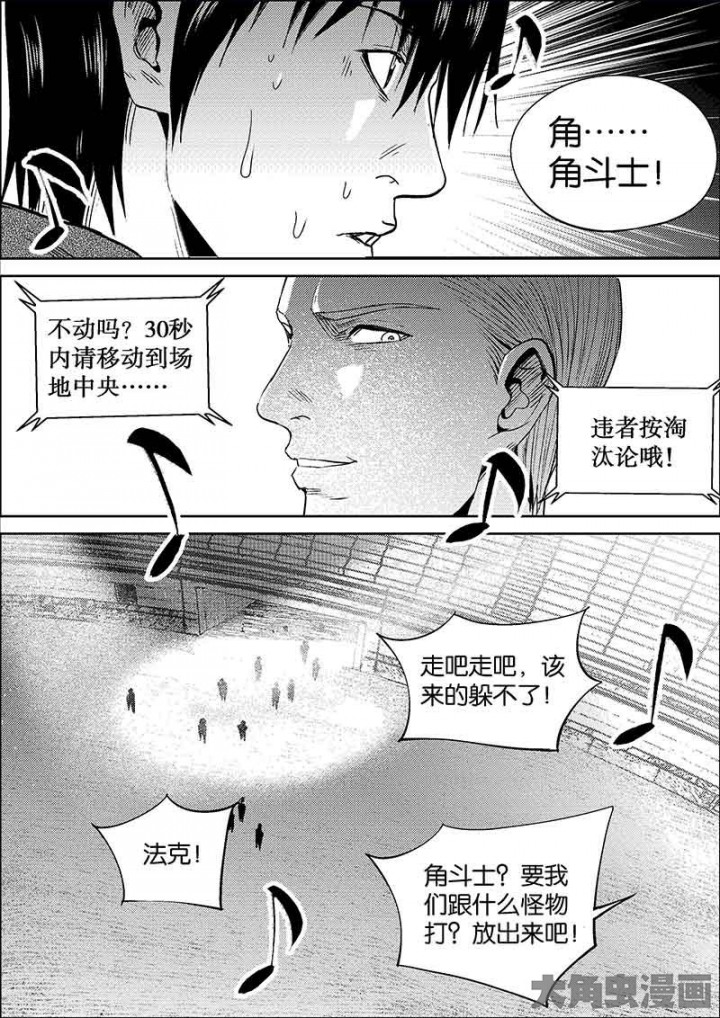 角……
角斗士！
不动吗？30秒
内请移动到场
地中央……
违者按淘
汰论哦！
走吧走吧，该
来的躲不了！
法克！
角斗士？要我
们跟什么怪物
打？放出来吧！
大角虫漫画